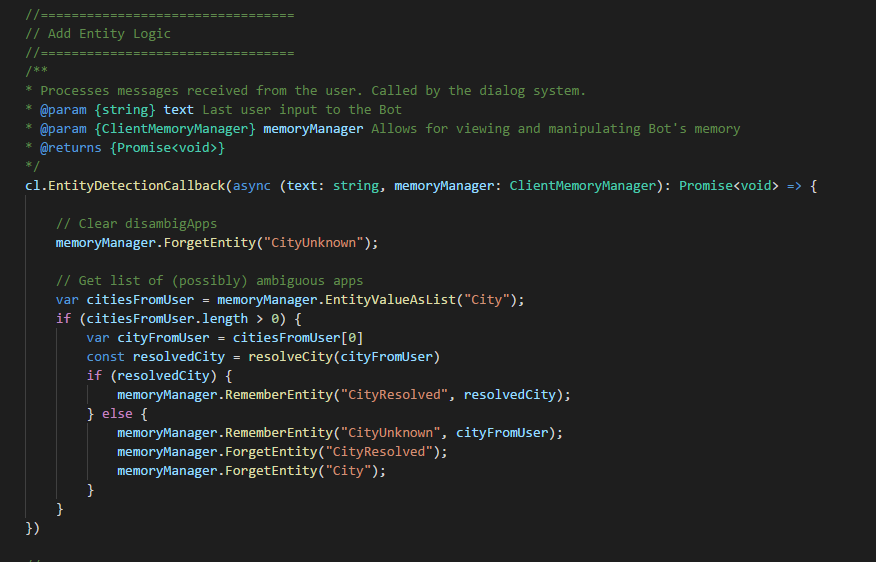 //=================================
// Add Entity Logic
//=================================
/**
* Processes messages received from the user. Called by the dialog system.
* @param {string} text Last user input to the Bot
* @param {ClientMemoryManager} memoryManager Allows for viewing and manipulating Bot's memory
* @returns {Promise<void>}
*/
cl.EntityDetectionCallback(async (text: string, memoryManager: ClientMemoryManager): Promise<void> => {
// Clear disambigApps
memoryManager.ForgetEntity("CityUnknown");
// Get list of (possibly) ambiguous apps
var citiesFromUser = memoryManager.EntityValueAsList("City");
if (citiesFromUser.length > 0) {
var cityFromUser = citiesFromUser[0]
const resolvedCity = resolveCity(cityFromUser)
if (resolvedCity) {
memoryManager.RememberEntity("CityResolved", resolvedCity);
} else {
memoryManager.RememberEntity("CityUnknown", cityFromUser);
memoryManager.ForgetEntity("CityResolved");
memoryManager.ForgetEntity("City");
}
}
})